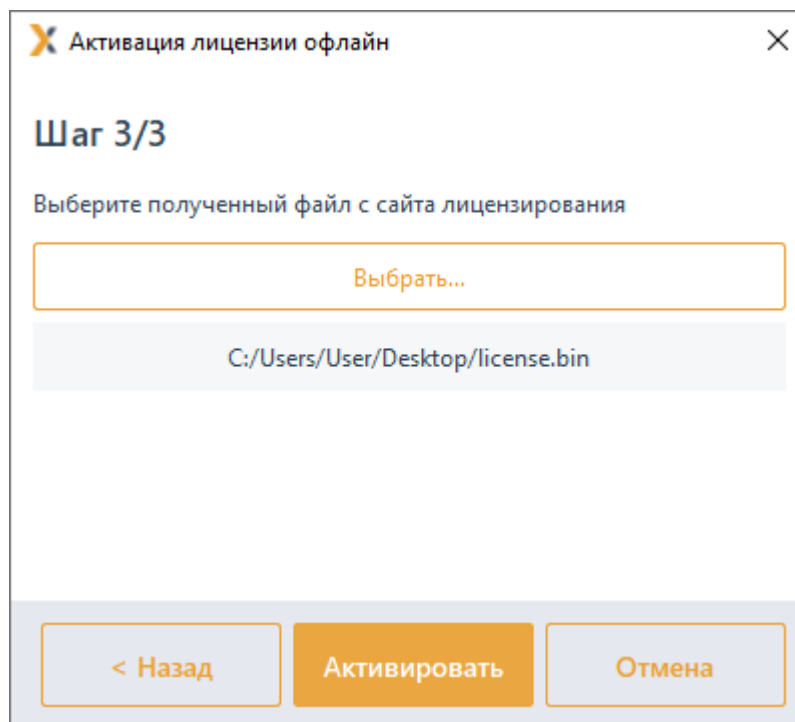 Активация лицензии офлайн
Шаг 3/3
Выберите полученный файл с сайта лицензирования
Выбрать...
C:/Users/User/Desktop/license.bin
< Назад
Активировать
Отмена